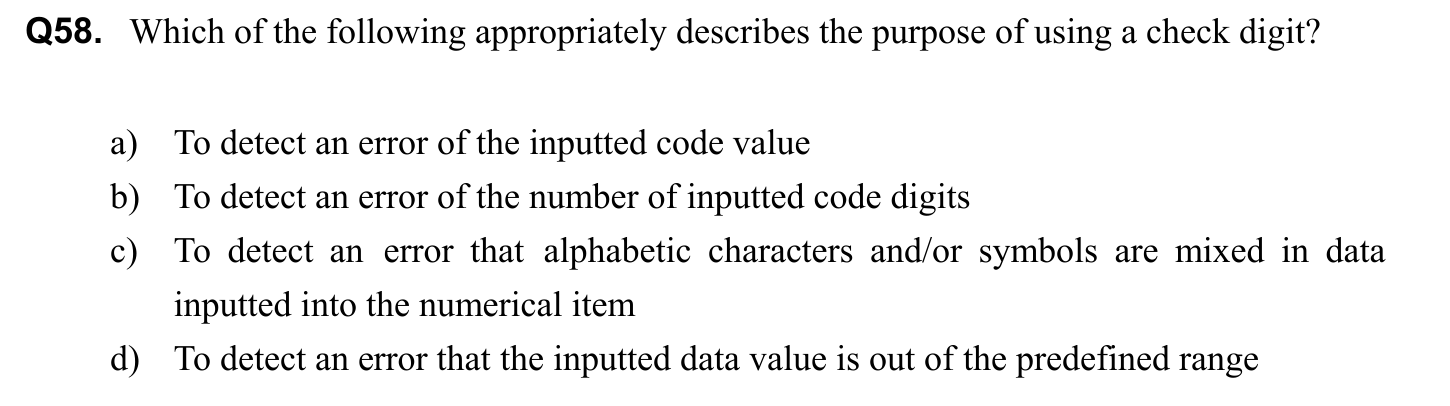 Q58. Which of the following appropriately describes the purpose of using a check digit?
a) To detect an error of the inputted code value
b) To detect an error of the number of inputted code digits
c) To detect an error that alphabetic characters and/or symbols are mixed in data
inputted into the numerical item
d) To detect an error that the inputted data value is out of the predefined range